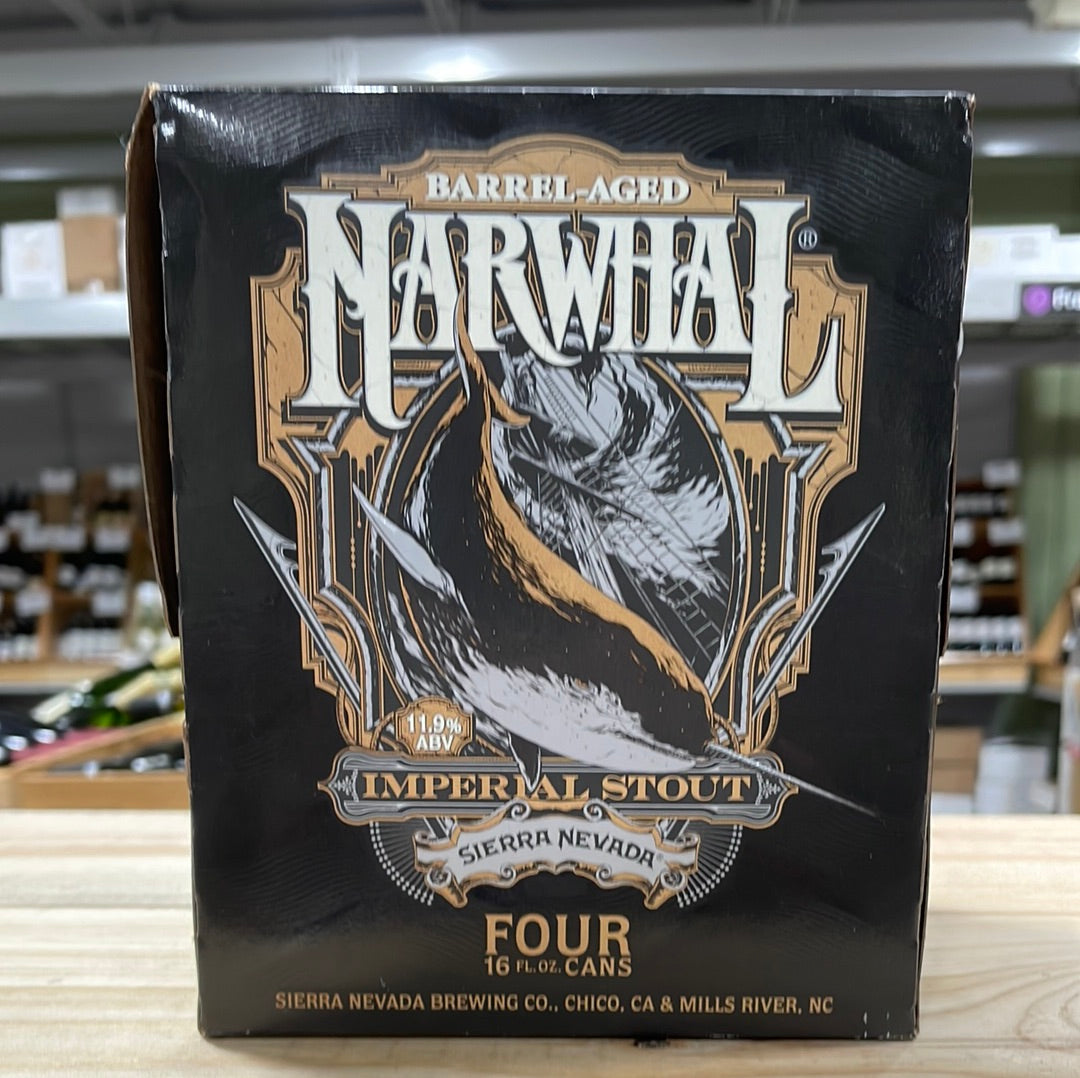 BARREL-AGED
NARWHAL®
11.9%
ABV
IMPERIAL STOUT
SIERRA NEVADA
FOUR
16 FL. OZ. CANS
SIERRA NEVADA BREWING CO., CHICO, CA & MILLS RIVER, NC